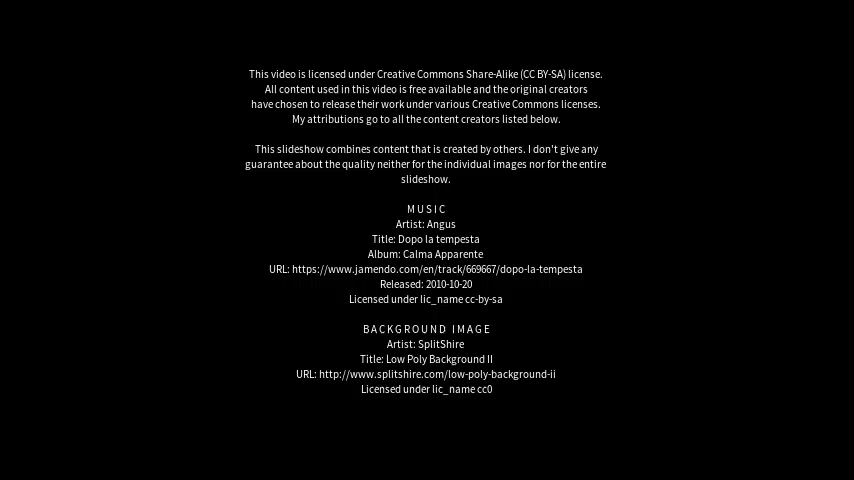 This video is licensed under Creative Commons Share-Alike (CC BY-SA) license.
All content used in this video is free available and the original creators
have chosen to release their work under various Creative Commons licenses.
My attributions go to all the content creators listed below.
This slideshow combines content that is created by others. I don't give any
guarantee about the quality neither for the individual images nor for the entire
slideshow.
MUSIC
Artist: Angus
Title: Dopo la tempesta
Album: Calma Apparente
URL: https://www.jamendo.com/en/track/669667/dopo-la-tempesta
Released: 2010-10-20
Licensed under lic_name cc-by-sa
BACKGROUND IMAGE
Artist: SplitShire
Title: Low Poly Background II
URL: http://www.splitshire.com/low-poly-background-ii
Licensed under lic_name cc0